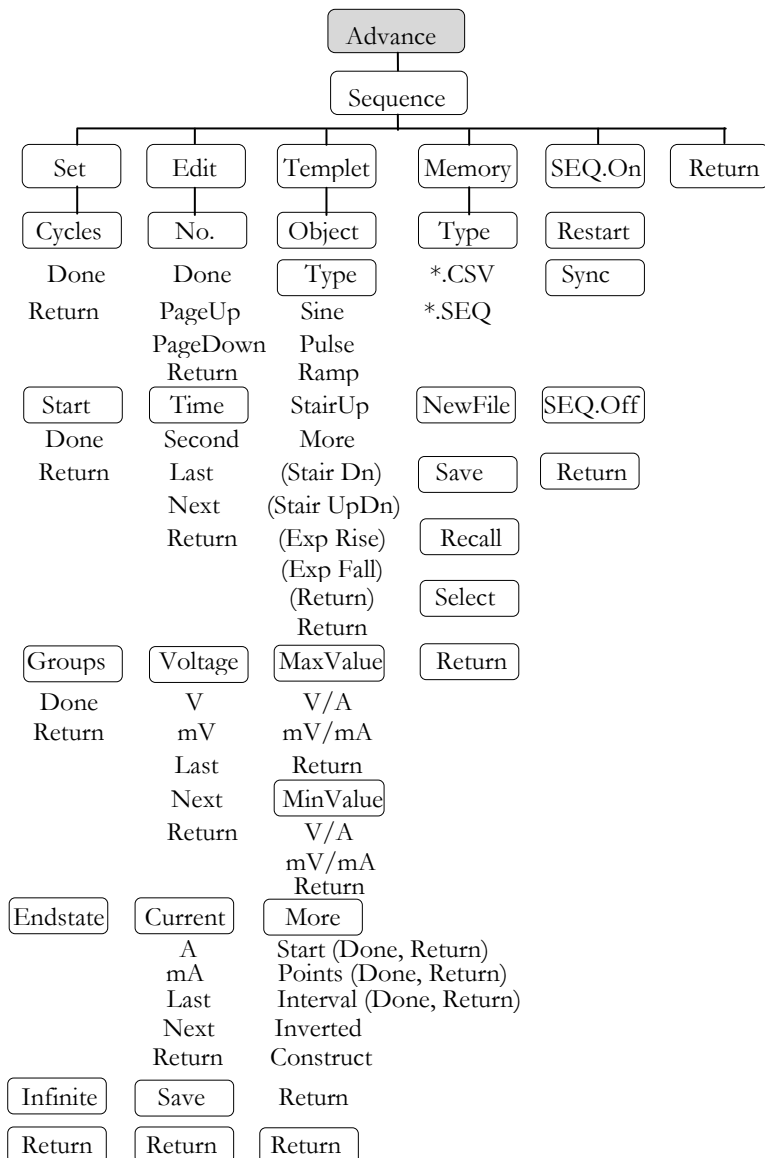 Advance
Sequence
Set Edit Templet Memory SEQ.On Return
Cycles No. Object Type Restart
Done Done Type *.CSV Sync
Return PageUp Sine *.SEQ
PageDown Pulse
Return Ramp
Start Time StairUp NewFile SEQ.Off
Done Second More
Return Last (Stair Dn) Save Return
Next (Stair UpDn)
Return (Exp Rise) Recall
(Exp Fall)
(Return) Select
Return
Groups Voltage MaxValue Return
Done V V/A
Return mV mV/mA
Last Return
Next MinValue
Return V/A
mV/mA
Return
Endstate Current More
A Start (Done, Return)
mA Points (Done, Return)
Last Interval (Done, Return)
Next Inverted
Return Construct
Infinite Save Return
Return Return Return